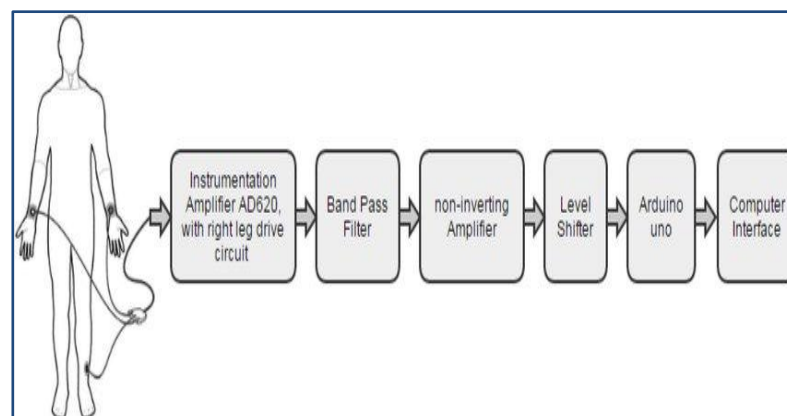 Instrumentation
Amplifier AD620,
with right leg drive
circuit
Band Pass
Filter
non-inverting
Amplifier
Level
Shifter
Arduino
uno
Computer
Interface